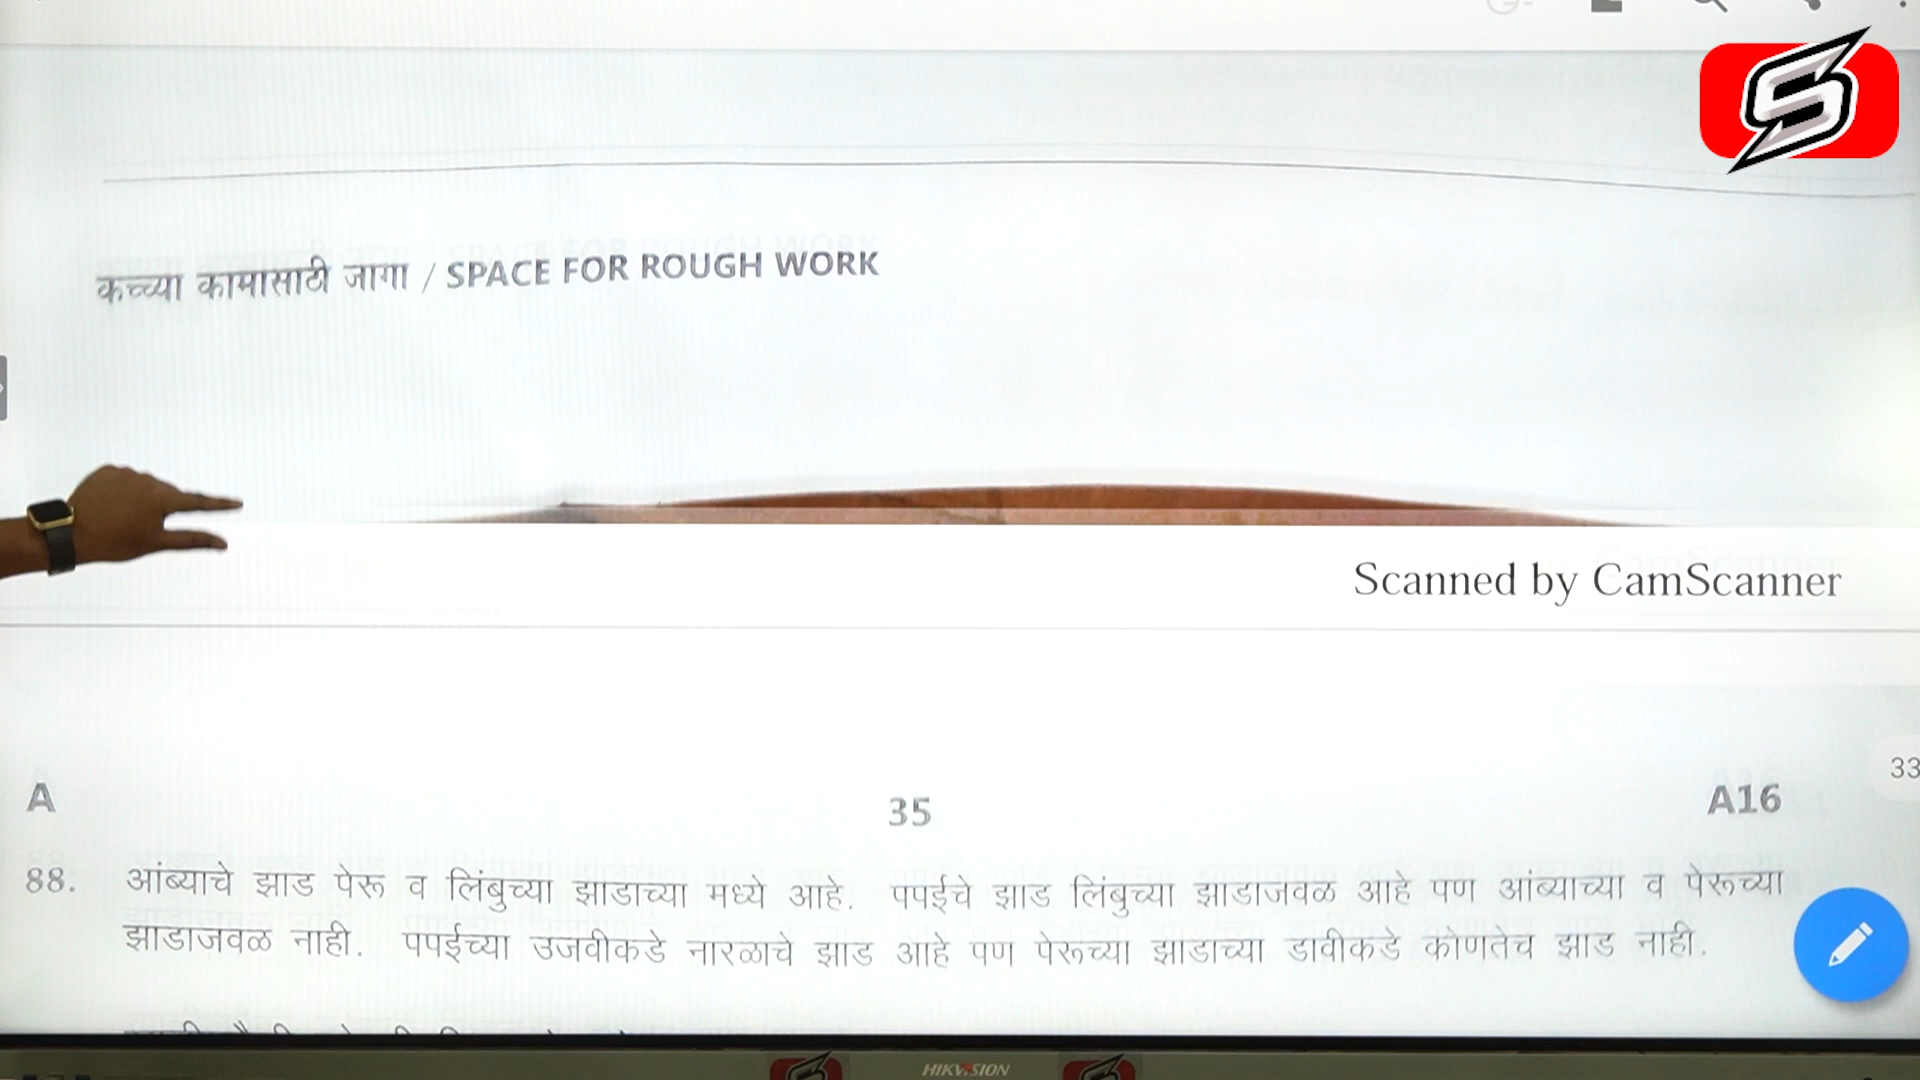 कच्च्या कामासाठी जागा / SPACE FOR ROUGH WORK
Scanned by CamScanner
33
A 35 A16
88. आंब्याचे झाड पेरू व लिंबुच्या झाडाच्या मध्ये आहे. पपईचे झाड लिंबुच्या झाडाजवळ आहे पण आंब्याच्या व पेरूच्या
झाडाजवळ नाही. पपईच्या उजवीकडे नारळाचे झाड आहे पण पेरूच्या झाडाच्या डावीकडे कोणतेच झाड नाही.
HIKVISION